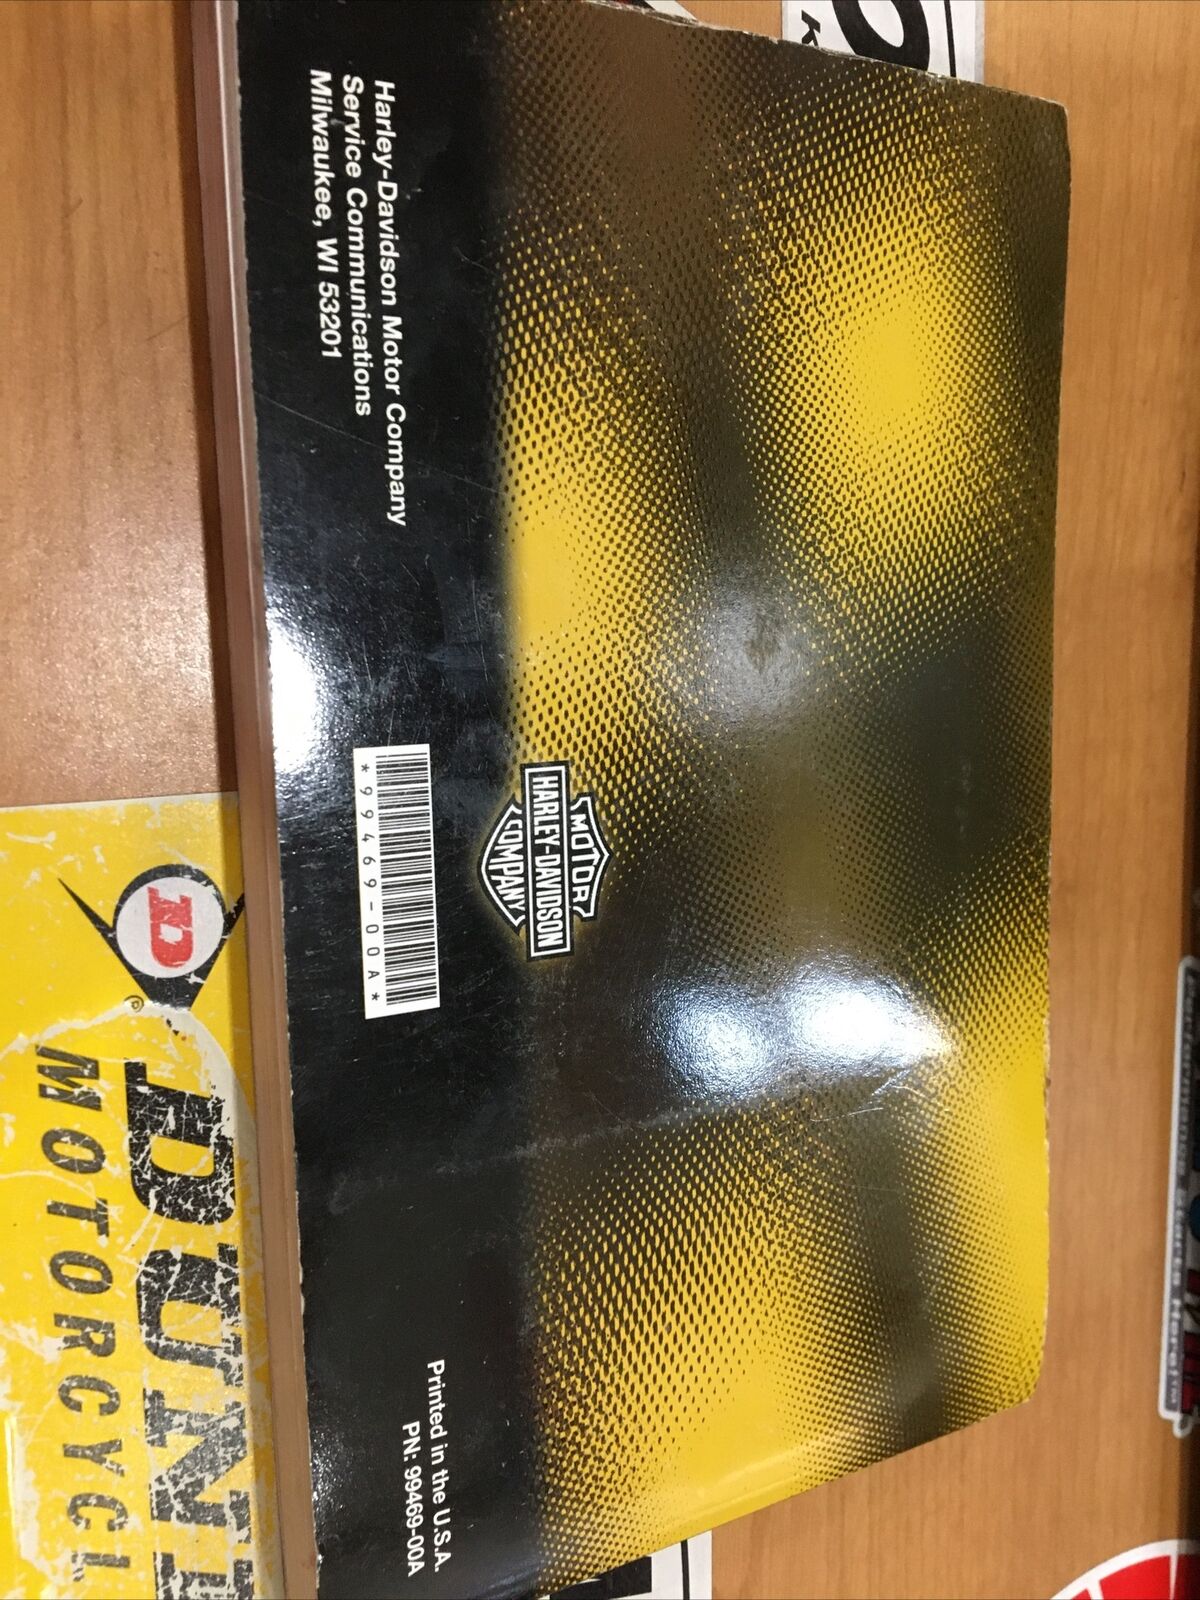 Harley-Davidson Motor Company
Service Communications
Milwaukee, WI 53201
MOTOR
HARLEY-DAVIDSON
COMPANY
*99469-00A*
Printed in the U.S.A.
PN: 99469-00A
D
DUN
MOTORCYCL